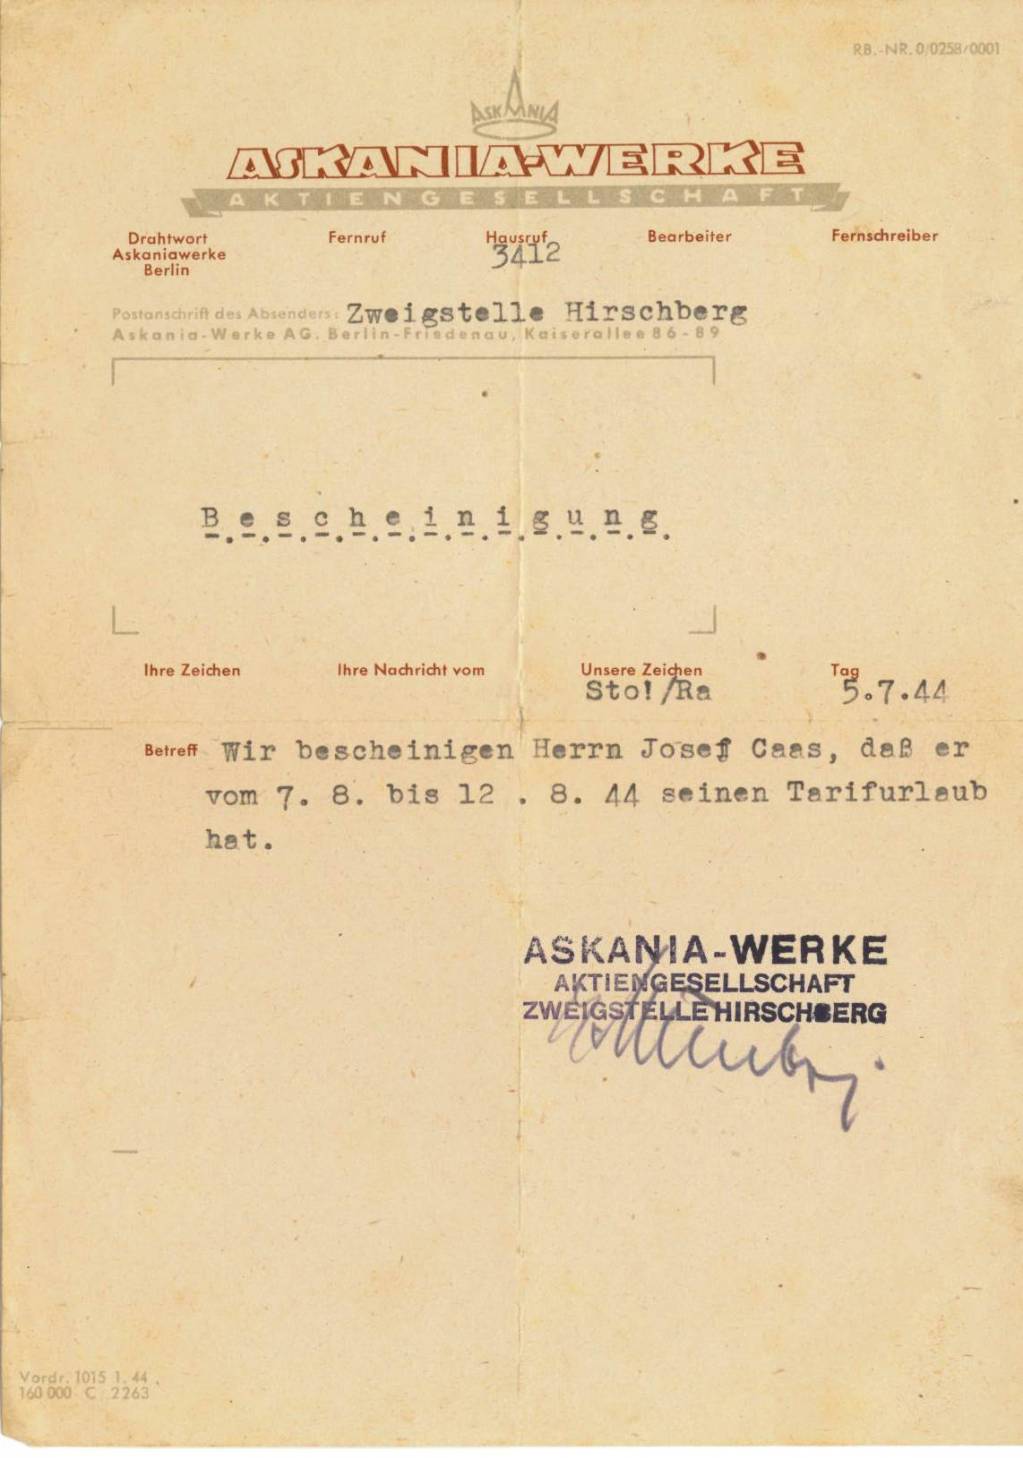 RB.-NR. 0/0258/0001
ASKANIA
ASKANIA-WERKE
AKTIENGESELLSCHAFT
Drahtwort Fernruf Hausruf Bearbeiter Fernschreiber
Askaniawerke 3412
Berlin
Postanschrift des Absenders: Zweigstelle Hirschberg
Askania-Werke AG. Berlin-Friedenau, Kaiserallee 86-89
Bescheinigung
Ihre Zeichen Ihre Nachricht vom Unsere Zeichen Tag
Sto!/Ra 5.7.44
Betreff Wir bescheinigen Herrn Josef Caas, daß er
vom 7. 8. bis 12 . 8. 44 seinen Tarifurlaub
hat.
ASKANIA-WERKE
AKTIENGESELLSCHAFT
ZWEIGSTELLE HIRSCHBERG
Vordr. 1015 1. 44.
160 000 C 2263